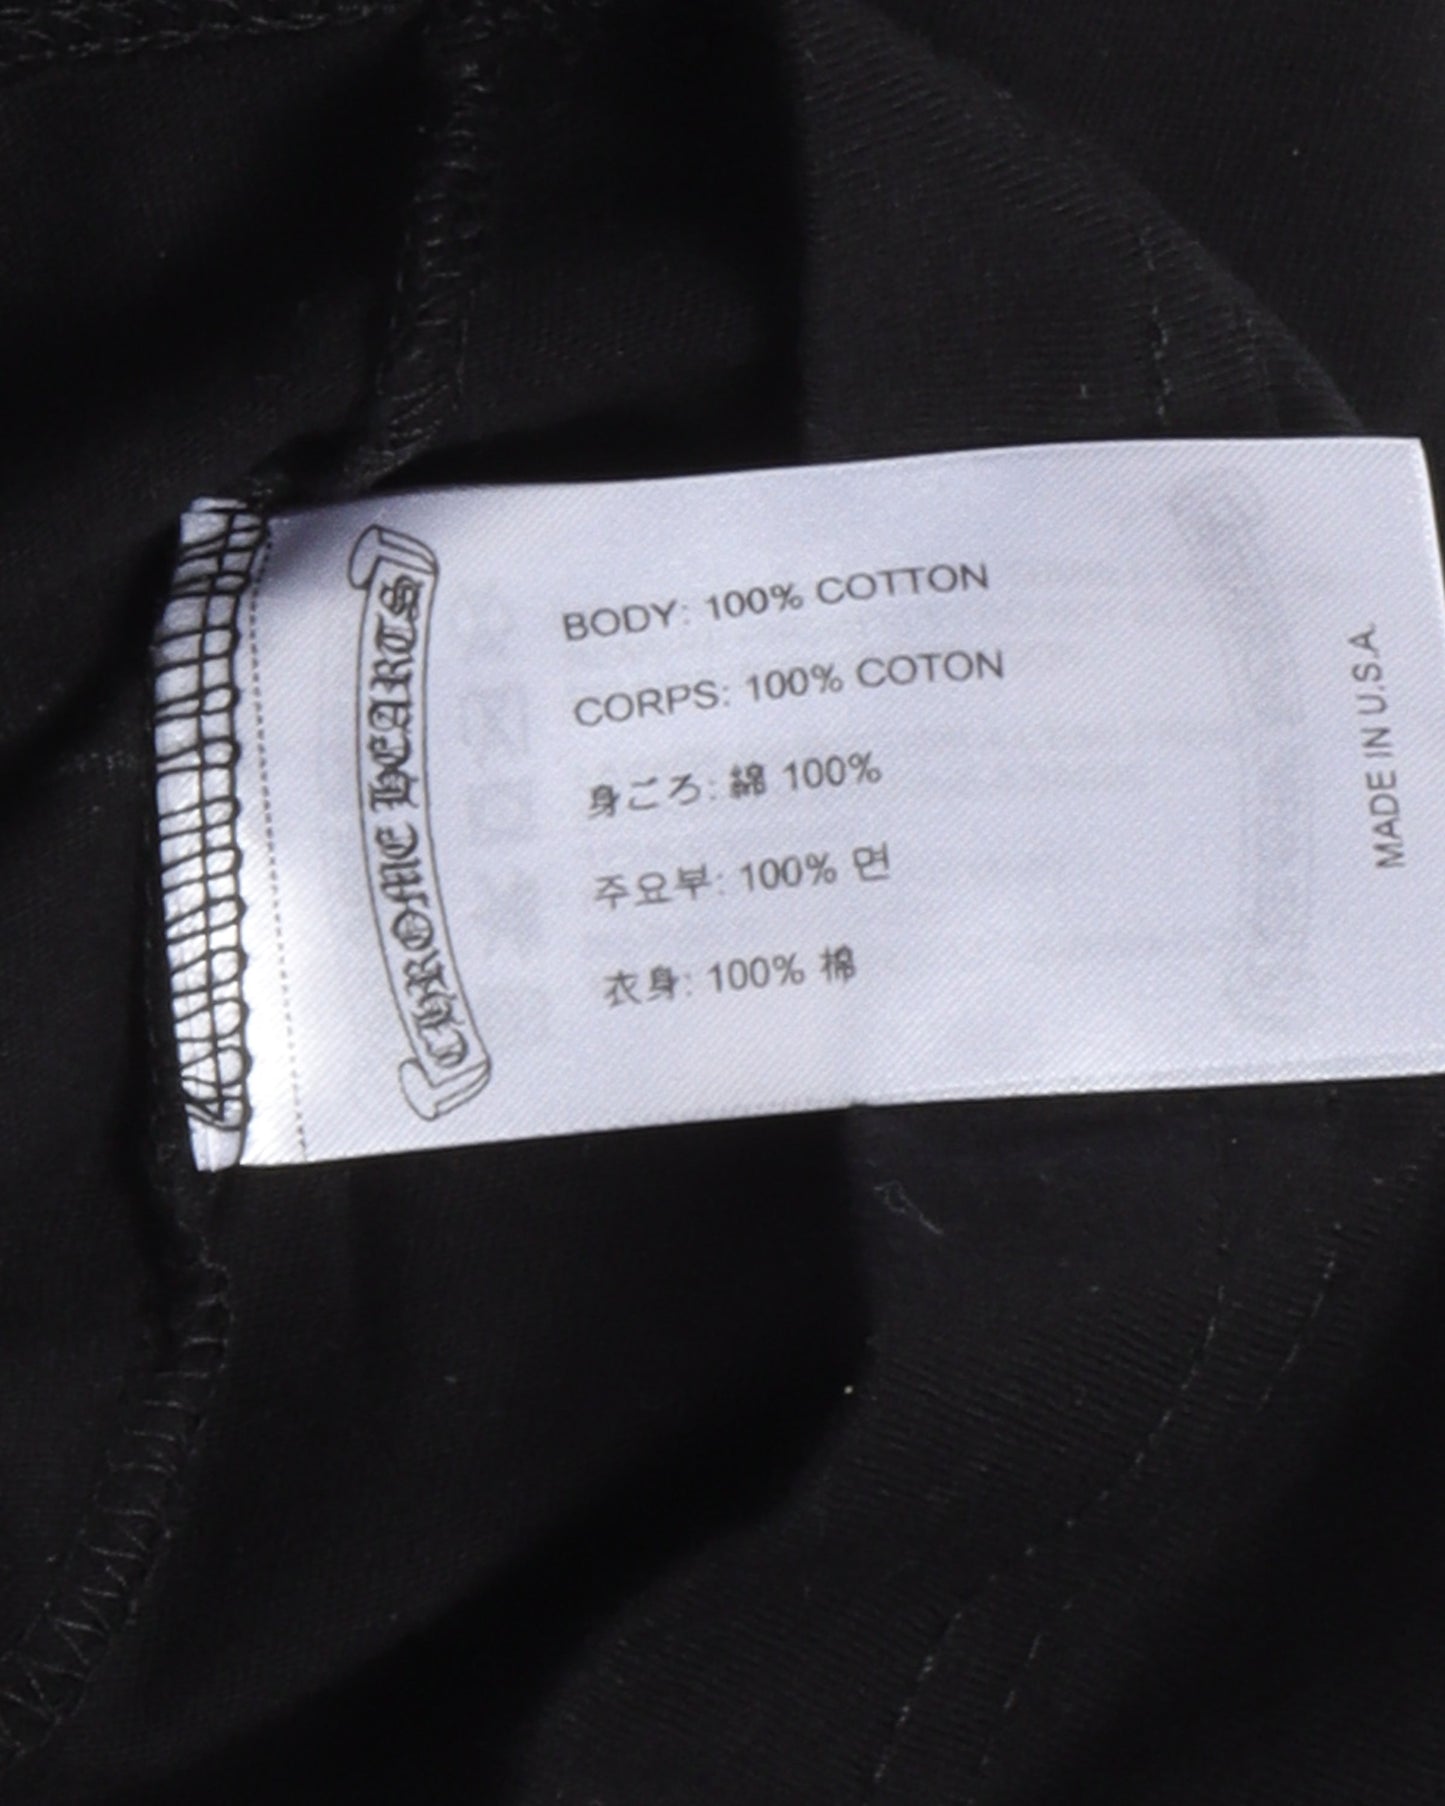 CHROME HEARTS
BODY: 100% COTTON
CORPS: 100% COTON
身ごろ: 綿 100%
주요부: 100% 면
衣身: 100% 棉
MADE IN U.S.A.